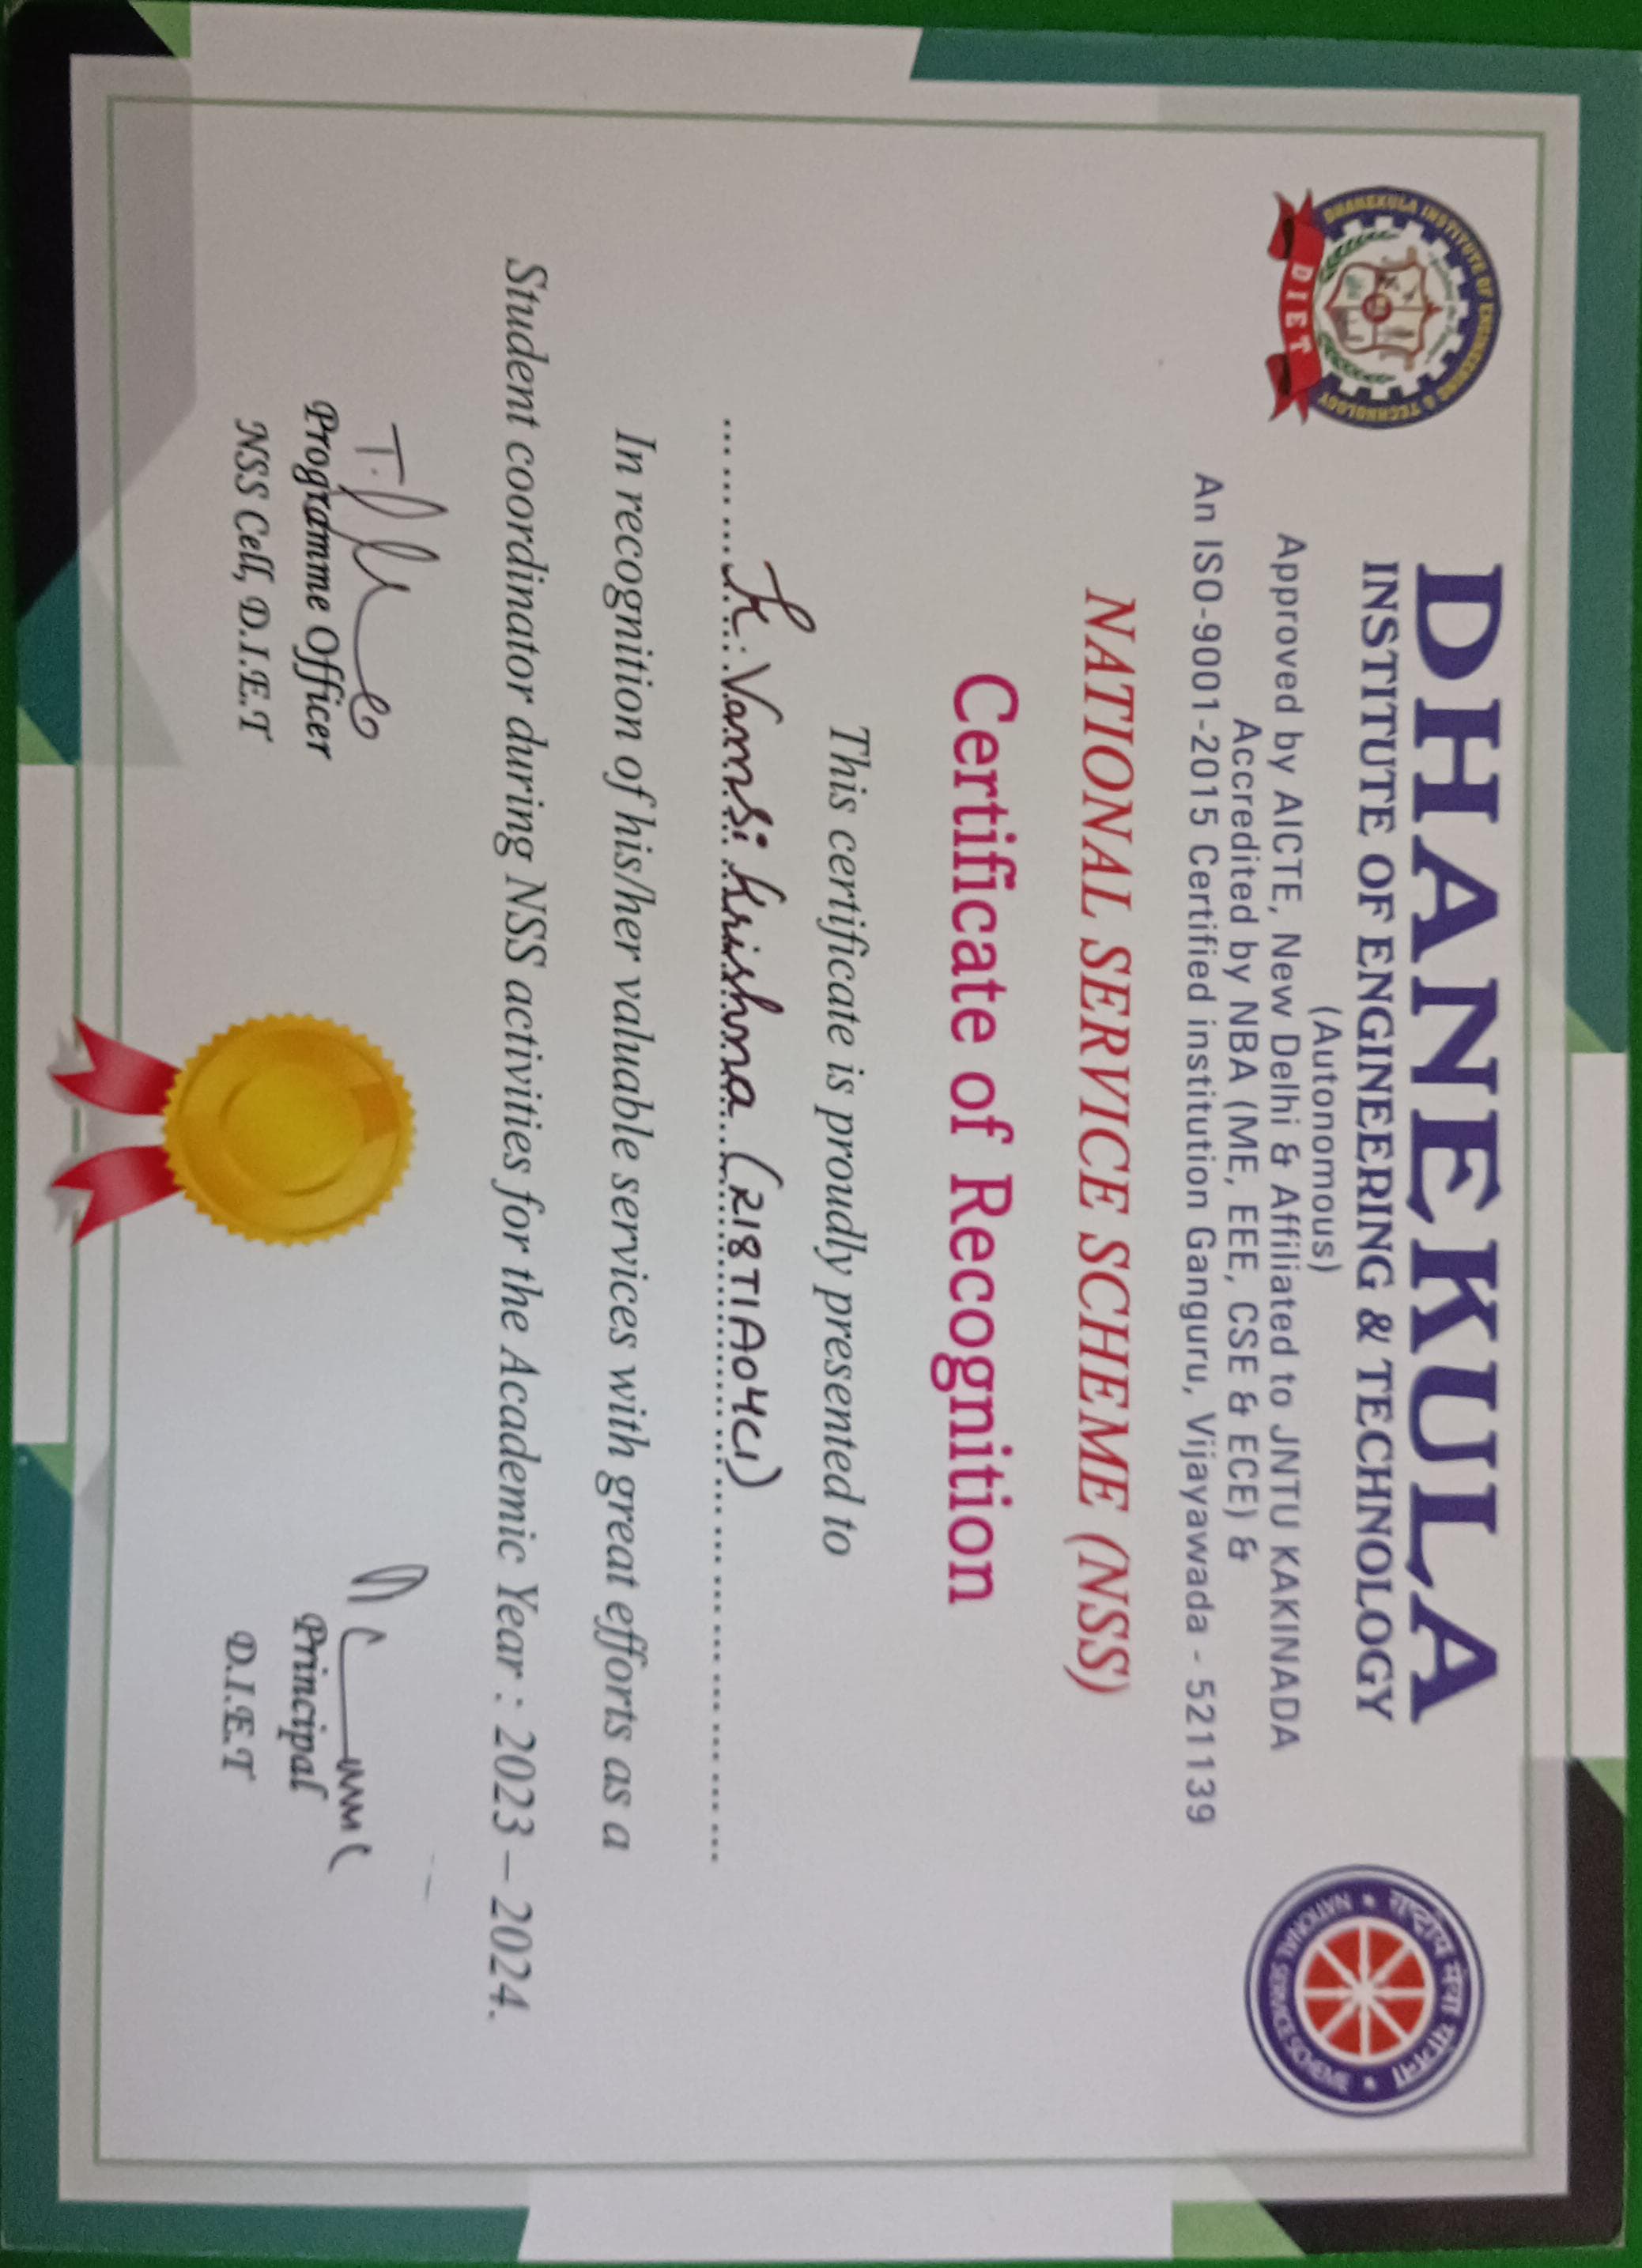 DHANEKULA INSTITUTE OF ENGINEERING & TECHNOLOGY
DIET
DHANEKULA
INSTITUTE OF ENGINEERING & TECHNOLOGY
(Autonomous)
Approved by AICTE, New Delhi & Affiliated to JNTU KAKINADA
Accredited by NBA (ME, EEE, CSE & ECE) &
An ISO-9001-2015 Certified institution Ganguru, Vijayawada - 521139
राष्ट्रीय सेवा योजना
NATIONAL SERVICE SCHEME
NATIONAL SERVICE SCHEME (NSS)
Certificate of Recognition
This certificate is proudly presented to
K. Vamsi Krishna (218T1A04C1)
In recognition of his/her valuable services with great efforts as a
Student coordinator during NSS activities for the Academic Year : 2023 – 2024.
Programme Officer
NSS Cell, D.I.E.T
Principal
D.I.E.T